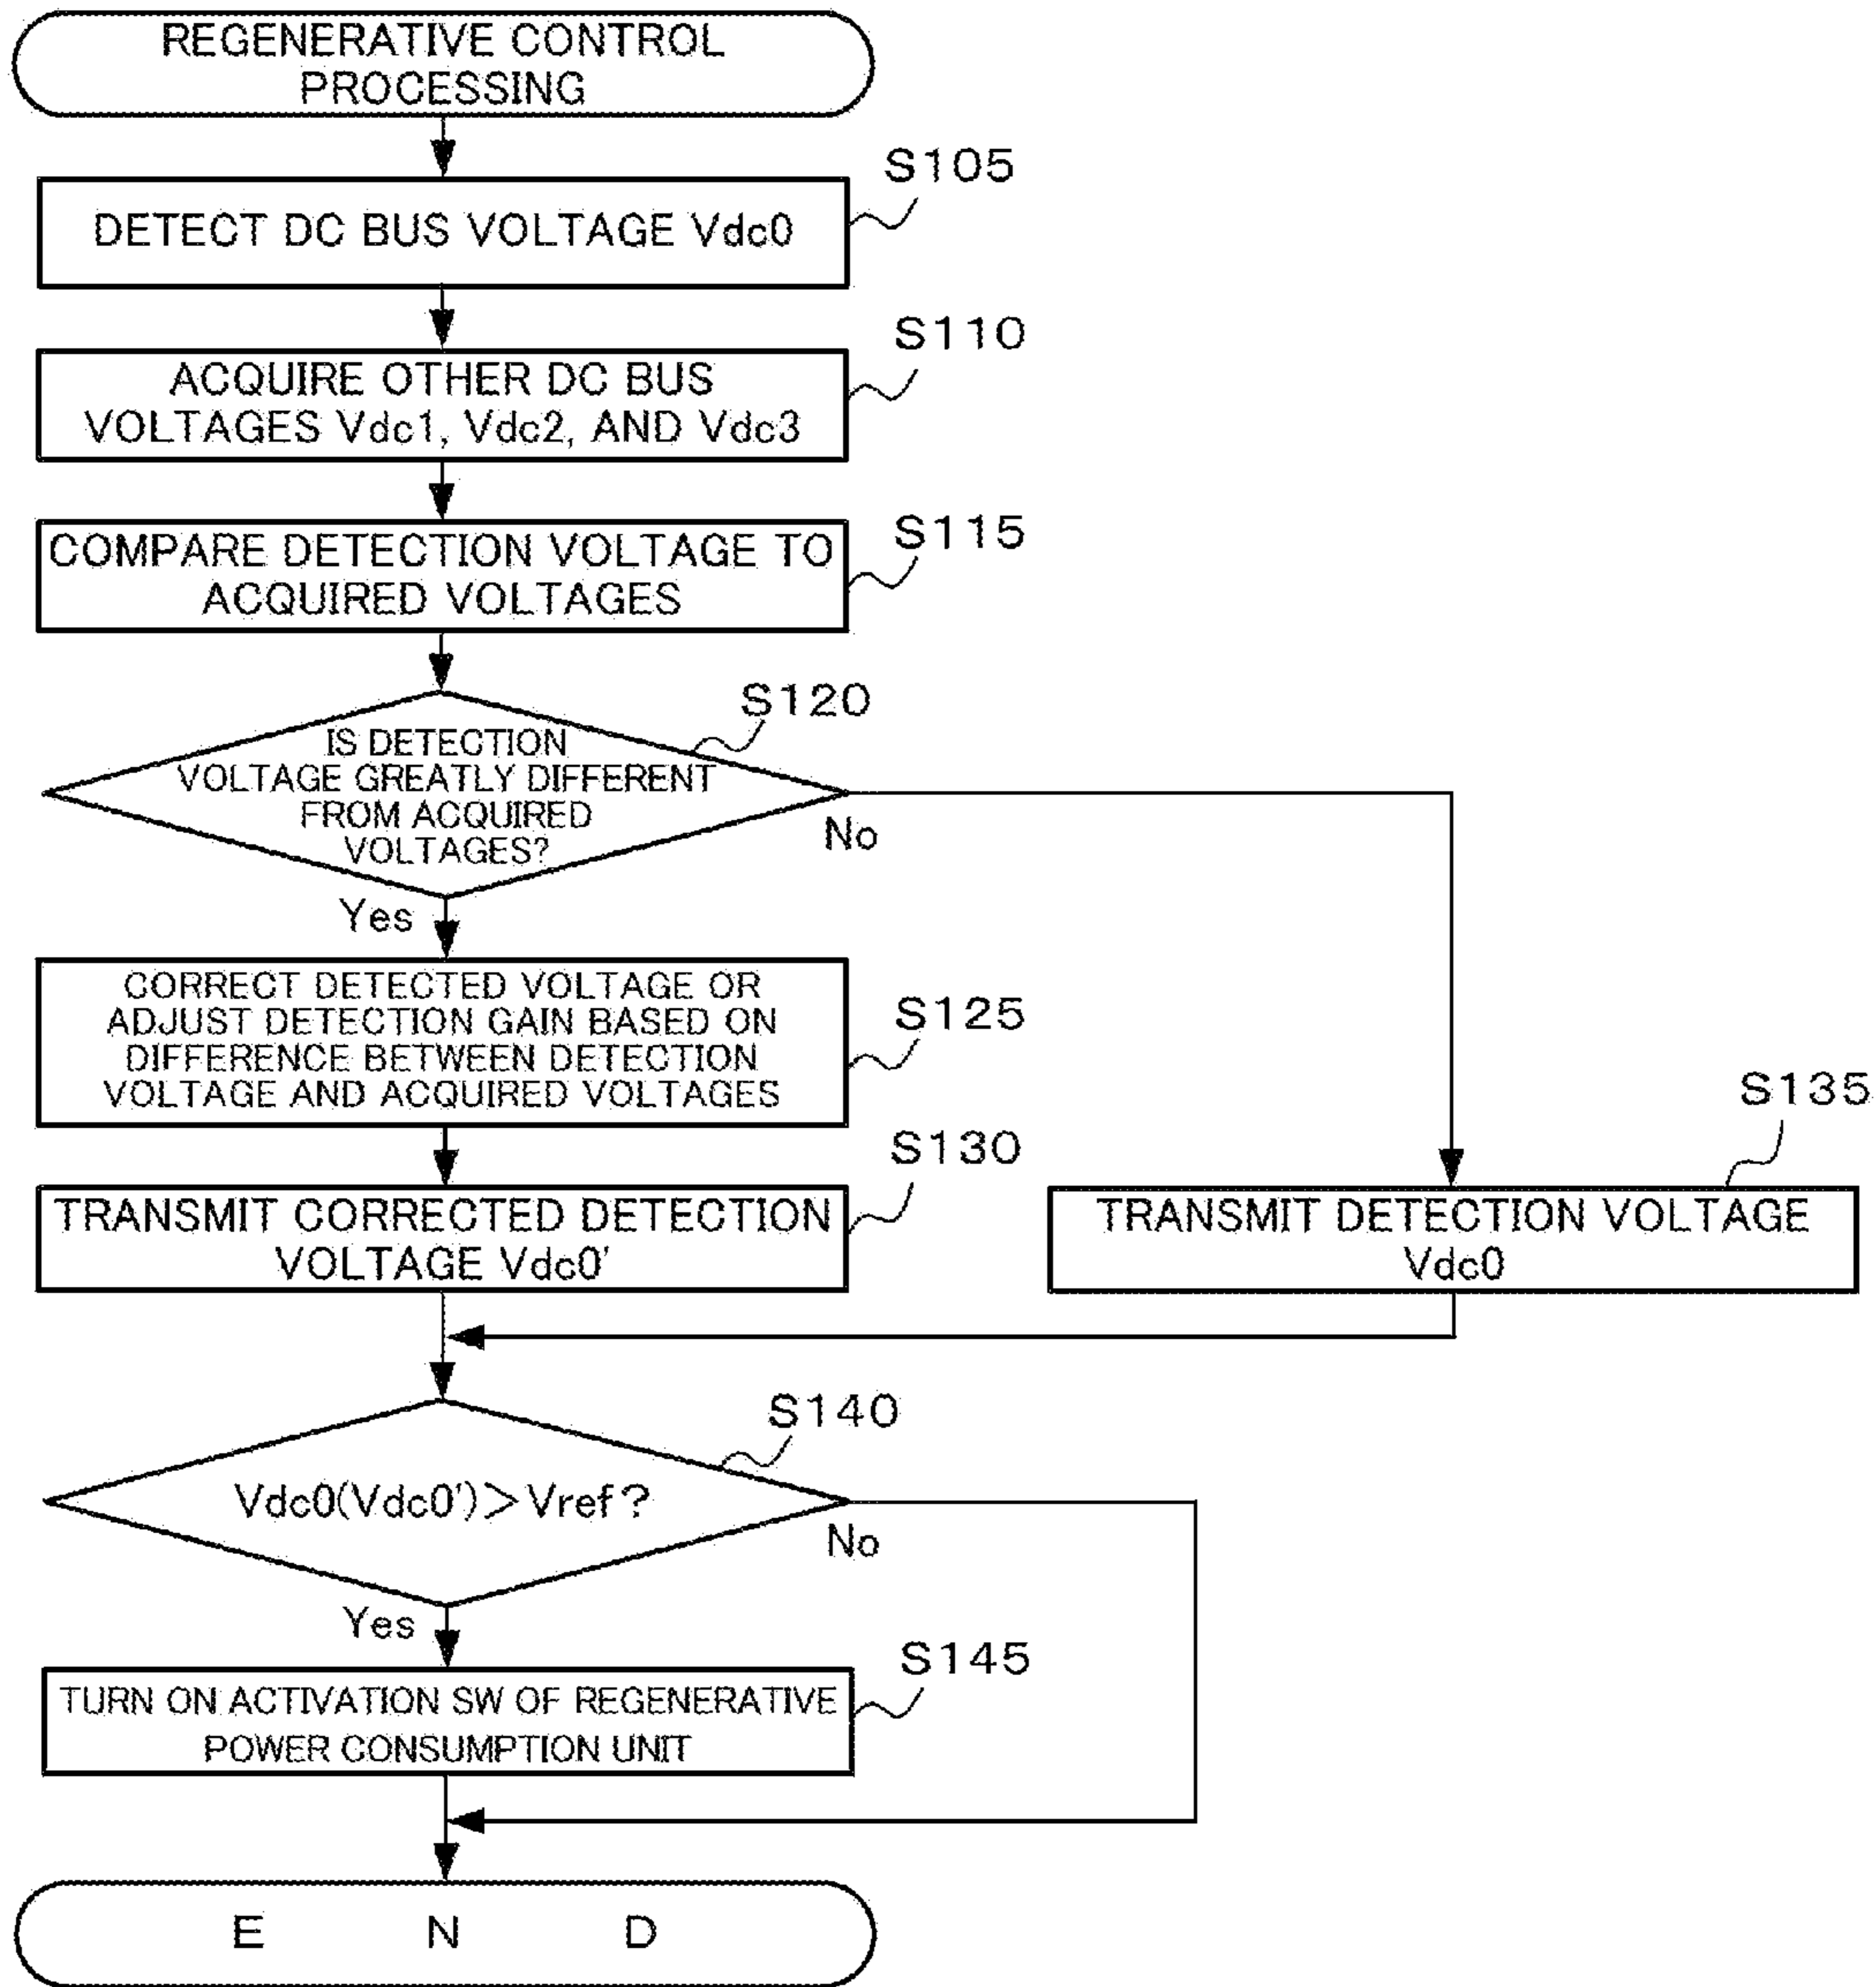 REGENERATIVE CONTROL
PROCESSING
S105
DETECT DC BUS VOLTAGE Vdc0
S110
ACQUIRE OTHER DC BUS
VOLTAGES Vdc1, Vdc2, AND Vdc3
S115
COMPARE DETECTION VOLTAGE TO
ACQUIRED VOLTAGES
S120
IS DETECTION
VOLTAGE GREATLY DIFFERENT
FROM ACQUIRED
VOLTAGES?
No
Yes
CORRECT DETECTED VOLTAGE OR
ADJUST DETECTION GAIN BASED ON
DIFFERENCE BETWEEN DETECTION
VOLTAGE AND ACQUIRED VOLTAGES
S125
S130
TRANSMIT CORRECTED DETECTION
VOLTAGE Vdc0'
S135
TRANSMIT DETECTION VOLTAGE
Vdc0
S140
Vdc0(Vdc0')>Vref?
No
Yes
S145
TURN ON ACTIVATION SW OF REGENERATIVE
POWER CONSUMPTION UNIT
E N D